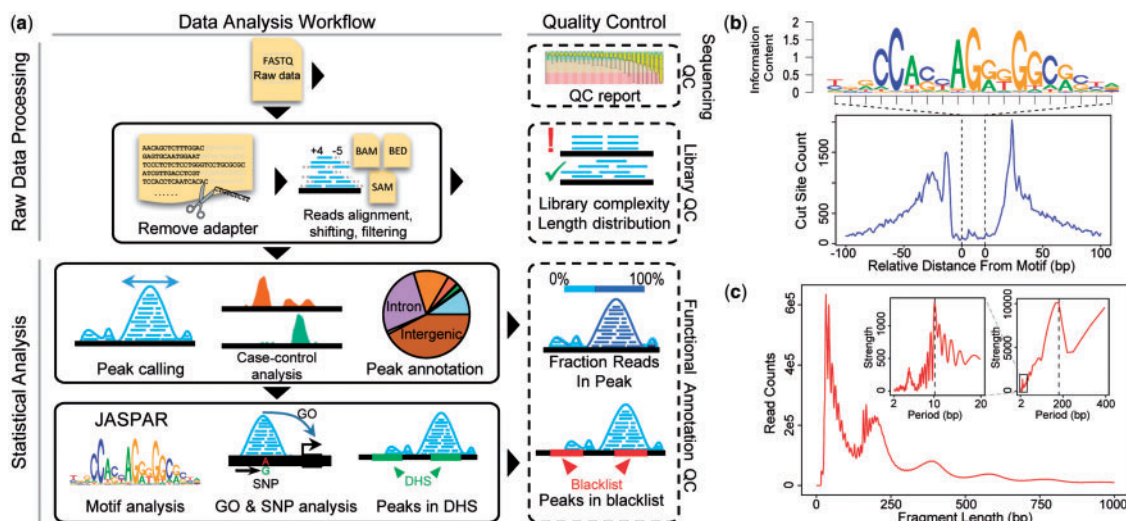 (a)
Data Analysis Workflow
Quality Control
Raw Data Processing
FASTQ
Raw data
QC report
Sequencing
QC
AACAGCTCTTTGGAC
GAGTGCAATGGAAT
TCCCTCTCTCCTGGGTCCTGCGCGC
ATCGTTGACCTCGT
TCCACCTCAATCACAC
......
Remove adapter
+4 -5
BAM
BED
SAM
Reads alignment,
shifting, filtering
!
Library complexity
Length distribution
Library QC
Statistical Analysis
Peak calling
Case-control
analysis
Intron
Intergenic
Peak annotation
0% 100%
Fraction Reads
In Peak
Functional Annotation QC
JASPAR
Motif analysis
GO
A
G
SNP
GO & SNP analysis
DHS
Peaks in DHS
Blacklist
Peaks in blacklist
(b)
Information
Content
2
1.5
1
0.5
0
Cut Site Count
1500
500
0
-100 -50 0 0 50 100
Relative Distance From Motif (bp)
(c)
Read Counts
6e5
4e5
2e5
0
0 250 500 750 1000
Fragment Length (bp)
Strength
1000
500
0
2 10 20
Period (bp)
Strength
10000
5000
0
2 200 400
Period (bp)